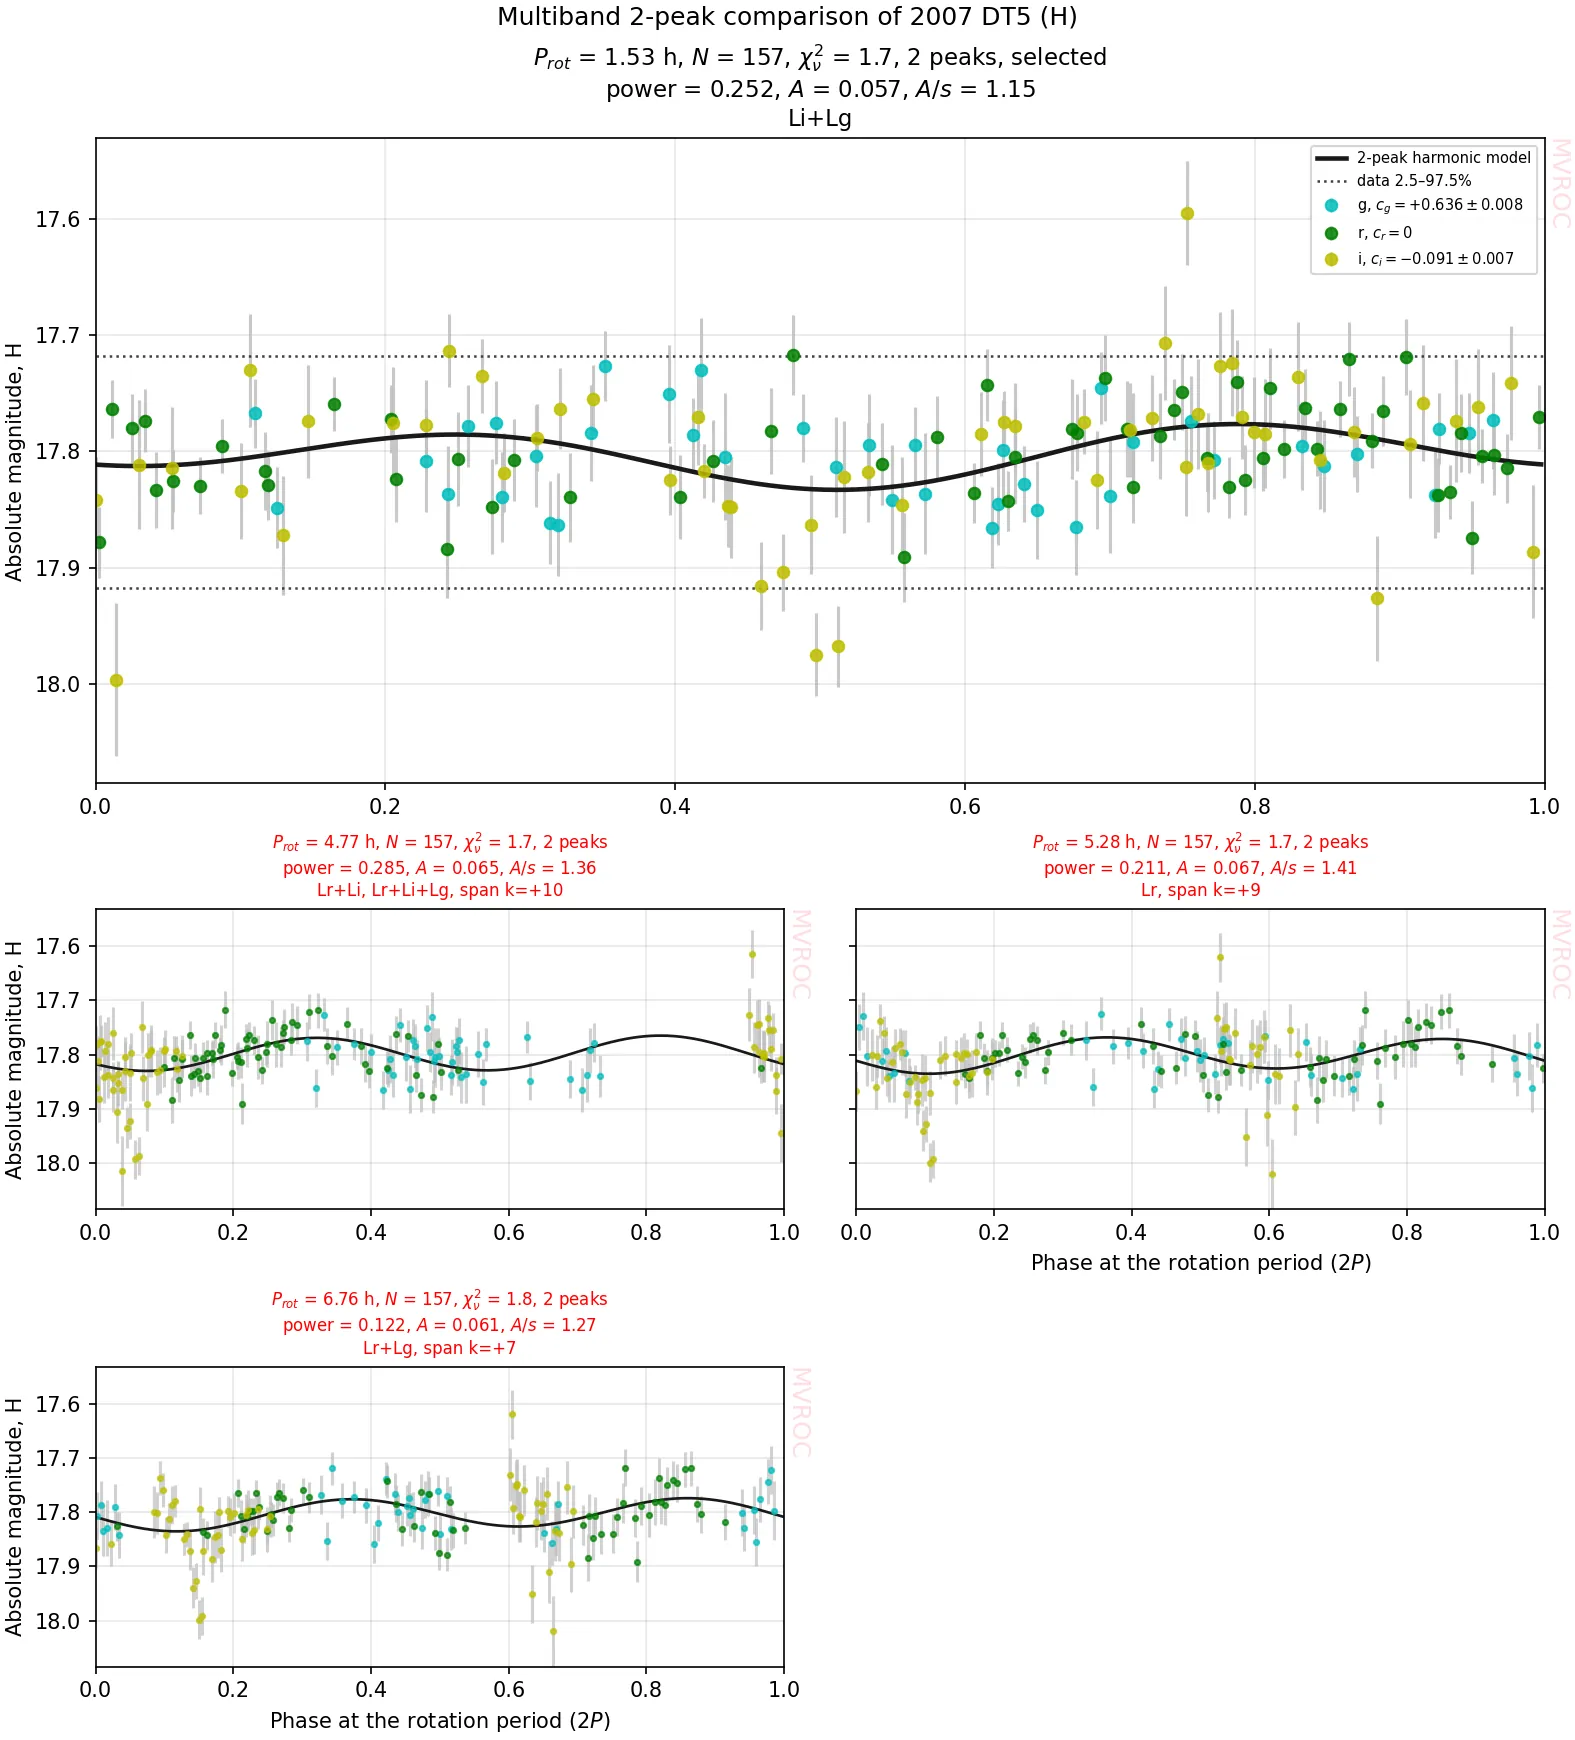 Multiband 2-peak comparison of 2007 DT5 (H)
P_rot = 1.53 h, N = 157, χ²_ν = 1.7, 2 peaks, selected
power = 0.252, A = 0.057, A/s = 1.15
Li+Lg
2-peak harmonic model
data 2.5–97.5%
g, c_g = +0.636 ± 0.008
r, c_r = 0
i, c_i = −0.091 ± 0.007
MVROC
Absolute magnitude, H
17.6
17.7
17.8
17.9
18.0
0.0 0.2 0.4 0.6 0.8 1.0
P_rot = 4.77 h, N = 157, χ²_ν = 1.7, 2 peaks
power = 0.285, A = 0.065, A/s = 1.36
Lr+Li, Lr+Li+Lg, span k=+10
MVROC
Absolute magnitude, H
17.6
17.7
17.8
17.9
18.0
0.0 0.2 0.4 0.6 0.8 1.0
P_rot = 5.28 h, N = 157, χ²_ν = 1.7, 2 peaks
power = 0.211, A = 0.067, A/s = 1.41
Lr, span k=+9
MVROC
0.0 0.2 0.4 0.6 0.8 1.0
Phase at the rotation period (2P)
P_rot = 6.76 h, N = 157, χ²_ν = 1.8, 2 peaks
power = 0.122, A = 0.061, A/s = 1.27
Lr+Lg, span k=+7
MVROC
Absolute magnitude, H
17.6
17.7
17.8
17.9
18.0
0.0 0.2 0.4 0.6 0.8 1.0
Phase at the rotation period (2P)